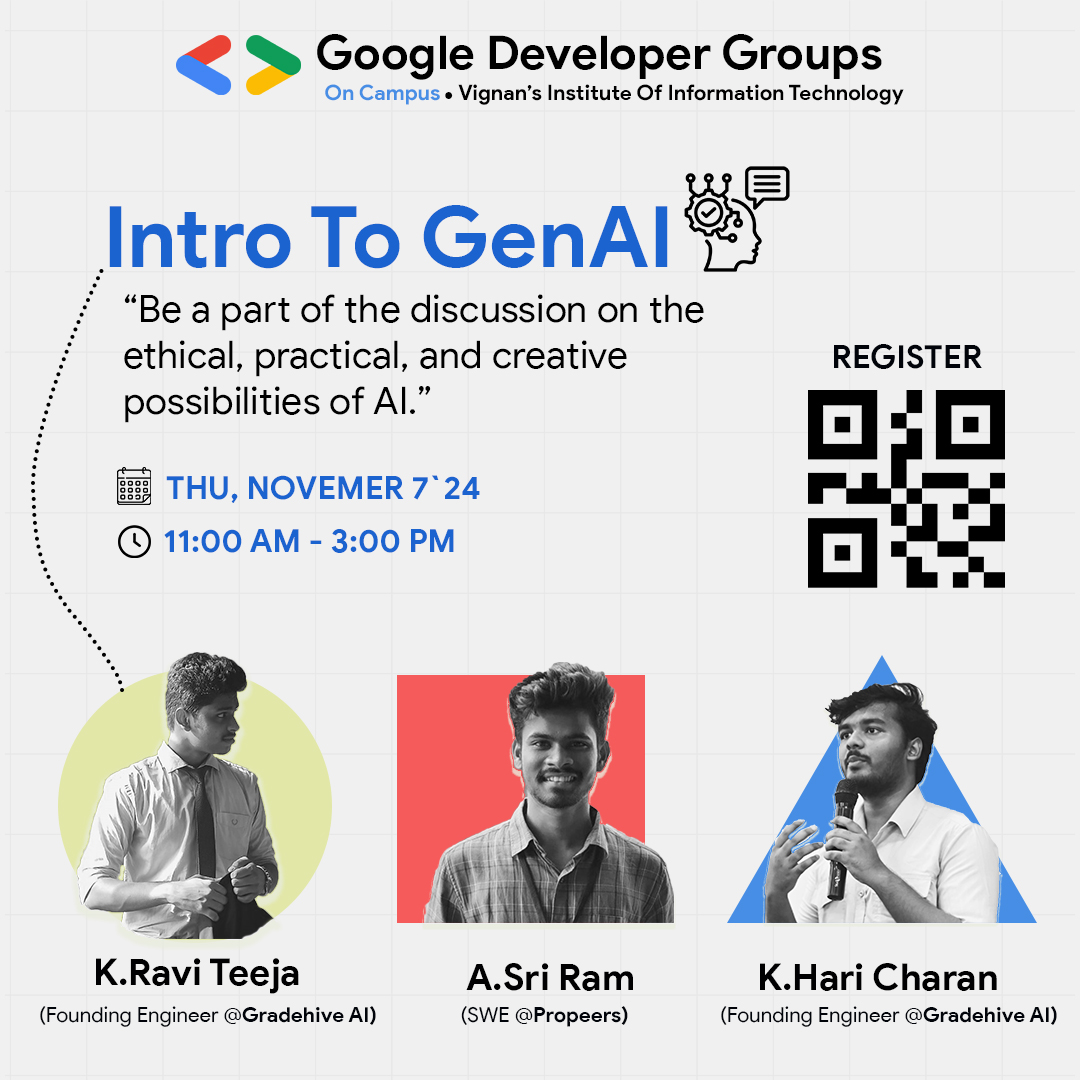 Google Developer Groups
On Campus • Vignan’s Institute Of Information Technology
Intro To GenAI
“Be a part of the discussion on the
ethical, practical, and creative
possibilities of AI.”
REGISTER
THU, NOVEMER 7`24
11:00 AM - 3:00 PM
K.Ravi Teeja
(Founding Engineer @Gradehive AI)
A.Sri Ram
(SWE @Propeers)
K.Hari Charan
(Founding Engineer @Gradehive AI)